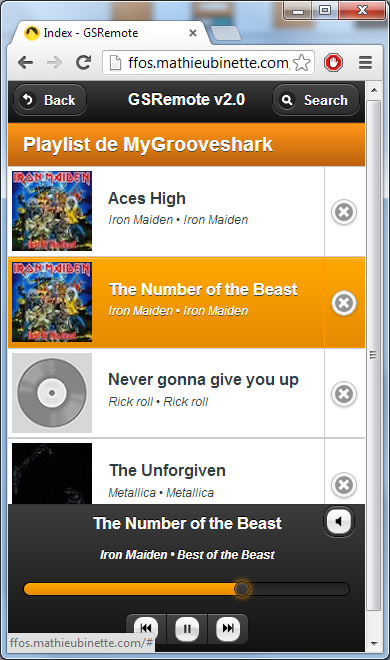 Index - GSRemote
ffos.mathieubinette.com
Back
GSRemote v2.0
Search
Playlist de MyGrooveshark
IRON MAIDEN
Aces High
Iron Maiden • Iron Maiden
IRON MAIDEN
The Number of the Beast
Iron Maiden • Iron Maiden
Never gonna give you up
Rick roll • Rick roll
The Unforgiven
Metallica • Metallica
The Number of the Beast
Iron Maiden • Best of the Beast
ffos.mathieubinette.com/#